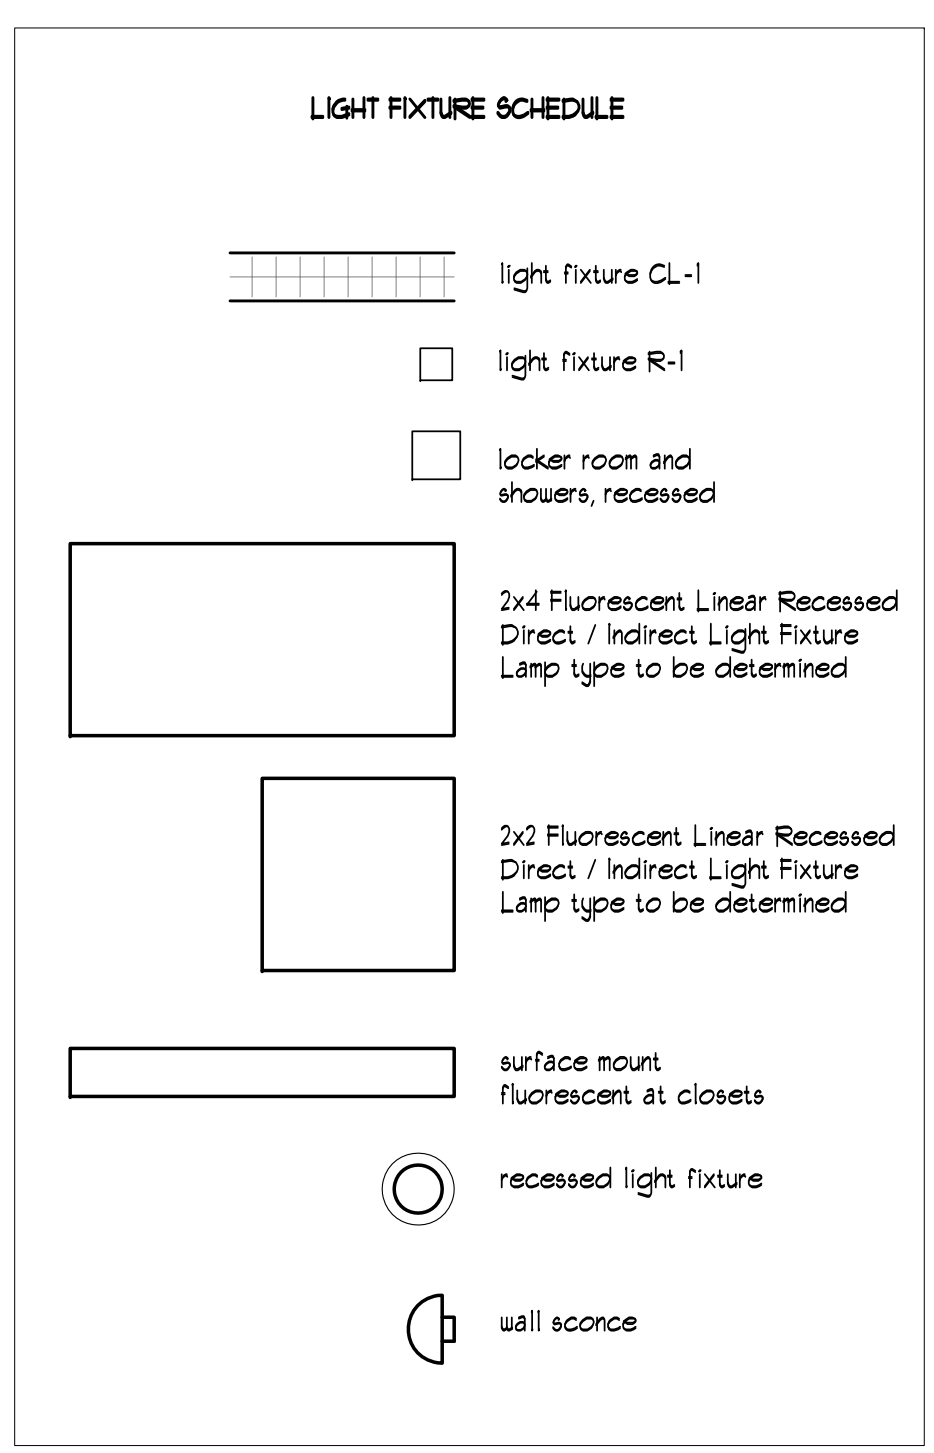 LIGHT FIXTURE SCHEDULE
light fixture CL-1
light fixture R-1
locker room and
showers, recessed
2x4 Fluorescent Linear Recessed
Direct / Indirect Light Fixture
Lamp type to be determined
2x2 Fluorescent Linear Recessed
Direct / Indirect Light Fixture
Lamp type to be determined
surface mount
fluorescent at closets
recessed light fixture
wall sconce